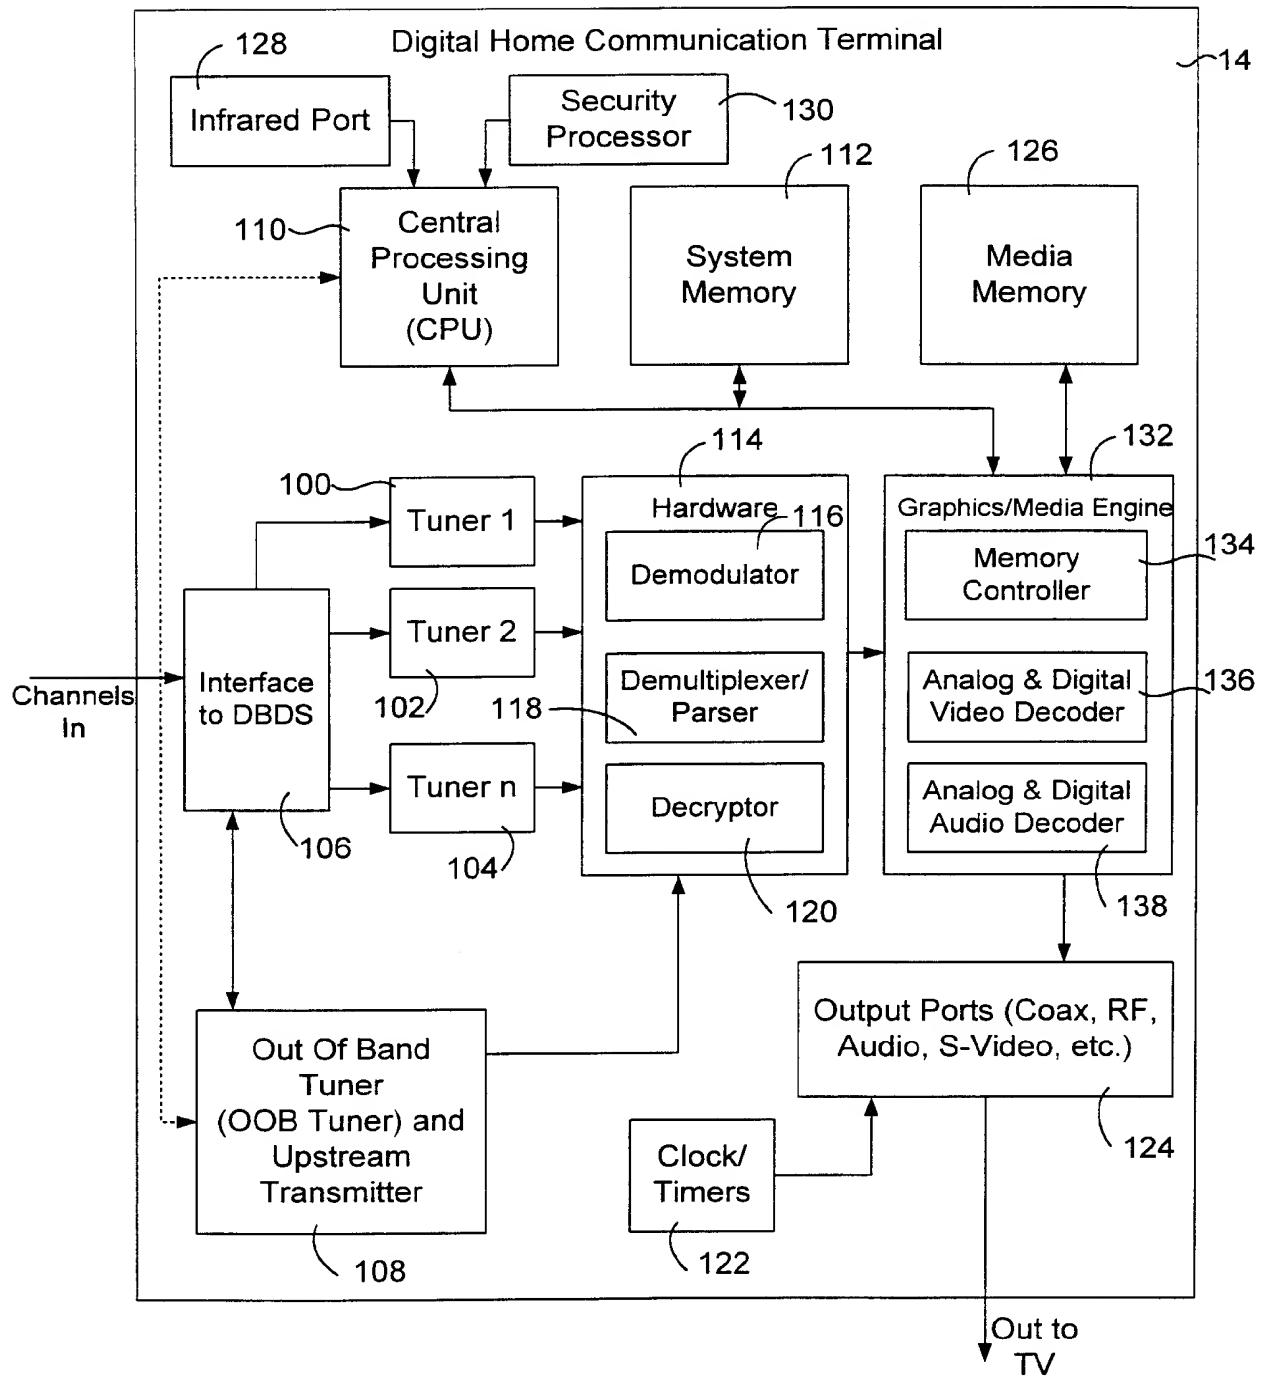 Digital Home Communication Terminal
14
128
Infrared Port
Security
Processor
130
112
126
110
Central
Processing
Unit
(CPU)
System
Memory
Media
Memory
114
132
100
Tuner 1
Hardware
116
Demodulator
Graphics/Media Engine
134
Memory
Controller
Tuner 2
102
Channels
In
Interface
to DBDS
106
118
Demultiplexer/
Parser
Analog & Digital
Video Decoder
136
Tuner n
104
Decryptor
120
Analog & Digital
Audio Decoder
138
Out Of Band
Tuner
(OOB Tuner) and
Upstream
Transmitter
108
Output Ports (Coax, RF,
Audio, S-Video, etc.)
124
Clock/
Timers
122
Out to
TV